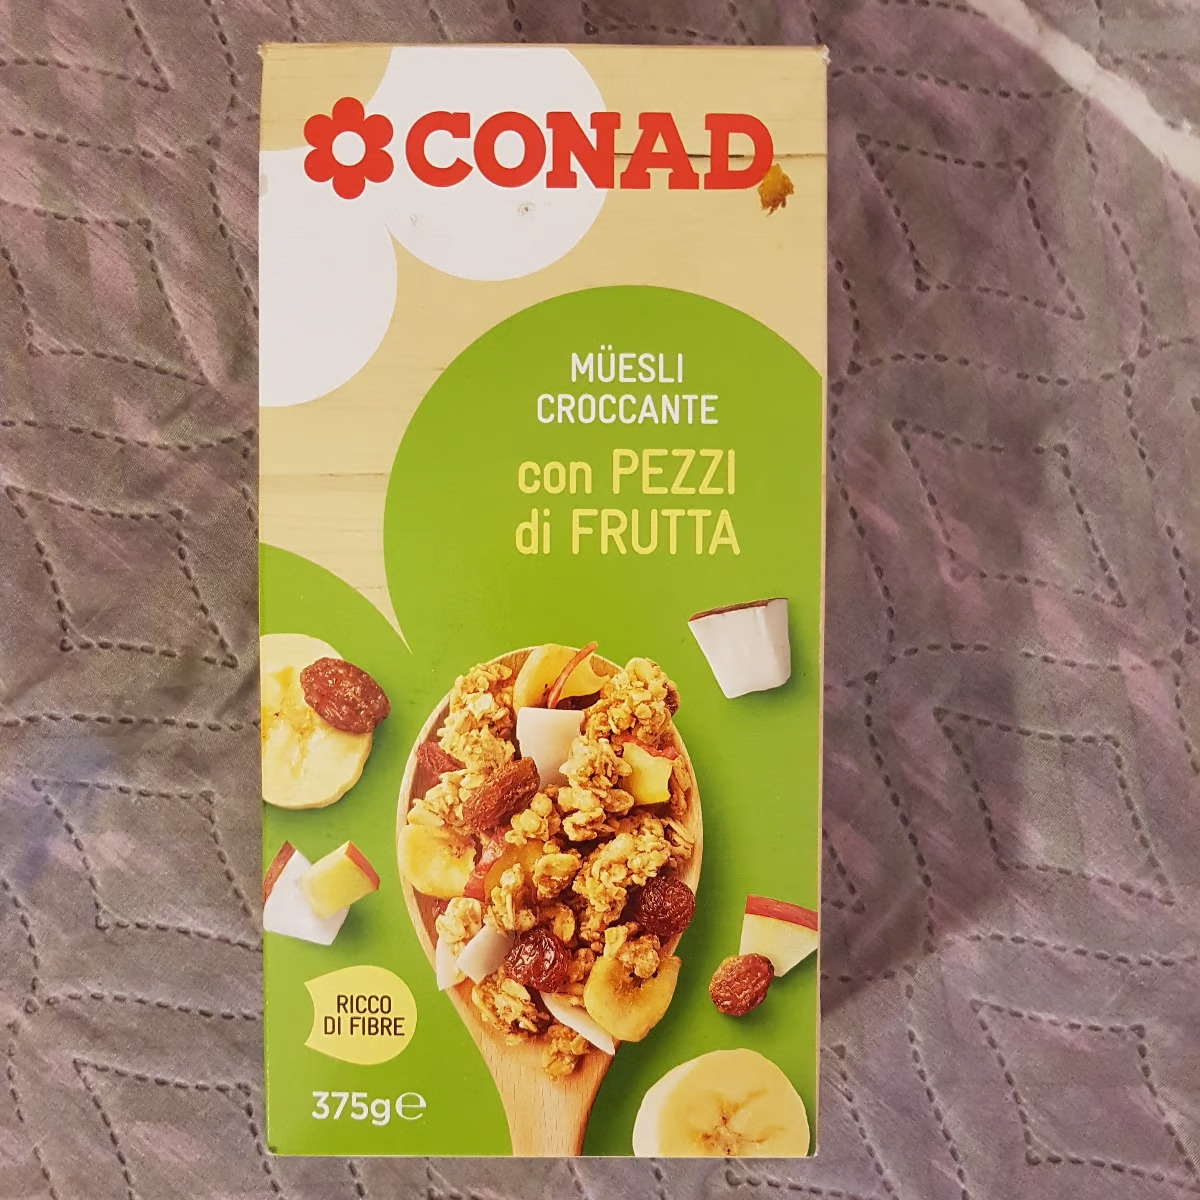 CONAD
MÜESLI
CROCCANTE
con PEZZI
di FRUTTA
RICCO
DI FIBRE
375g℮